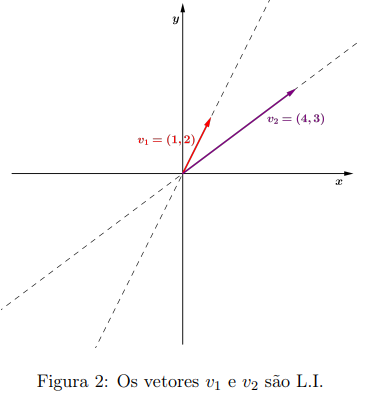 y
v₁ = (1, 2)
v₂ = (4, 3)
x
Figura 2: Os vetores v₁ e v₂ são L.I.